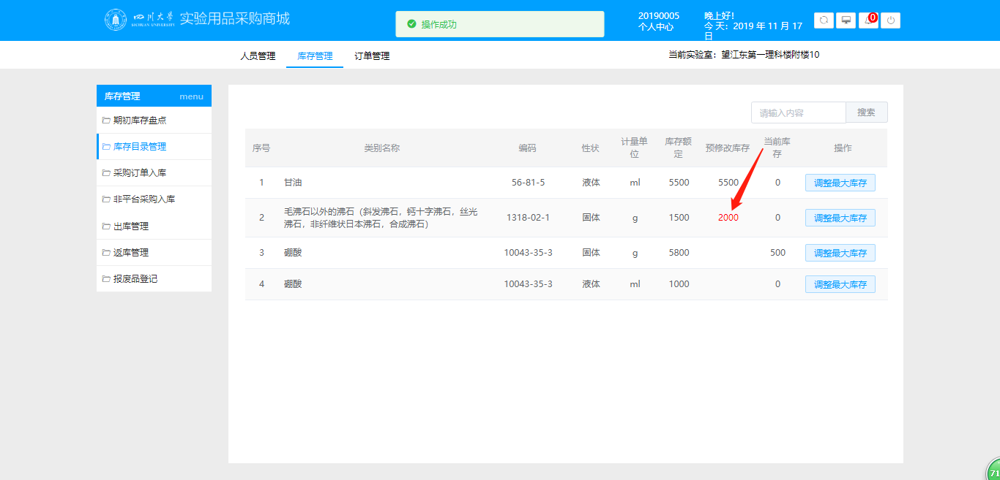 四川大学
SICHUAN UNIVERSITY
实验用品采购商城
操作成功
20190005
个人中心
晚上好！
今天：2019 年 11 月 17
日
0
人员管理
库存管理
订单管理
当前实验室：望江东第一理科楼附楼10
库存管理 menu
期初库存盘点
库存目录管理
采购订单入库
非平台采购入库
出库管理
返库管理
报废品登记
请输入内容 搜索
序号 类别名称 编码 性状 计量单位 库存额定 预修改库存 当前库存 操作
1 甘油 56-81-5 液体 ml 5500 5500 0 调整最大库存
2 毛沸石以外的沸石（斜发沸石，钙十字沸石，丝光
沸石，非纤维状日本沸石，合成沸石） 1318-02-1 固体 g 1500 2000 0 调整最大库存
3 硼酸 10043-35-3 固体 g 5800 500 调整最大库存
4 硼酸 10043-35-3 液体 ml 1000 0 调整最大库存